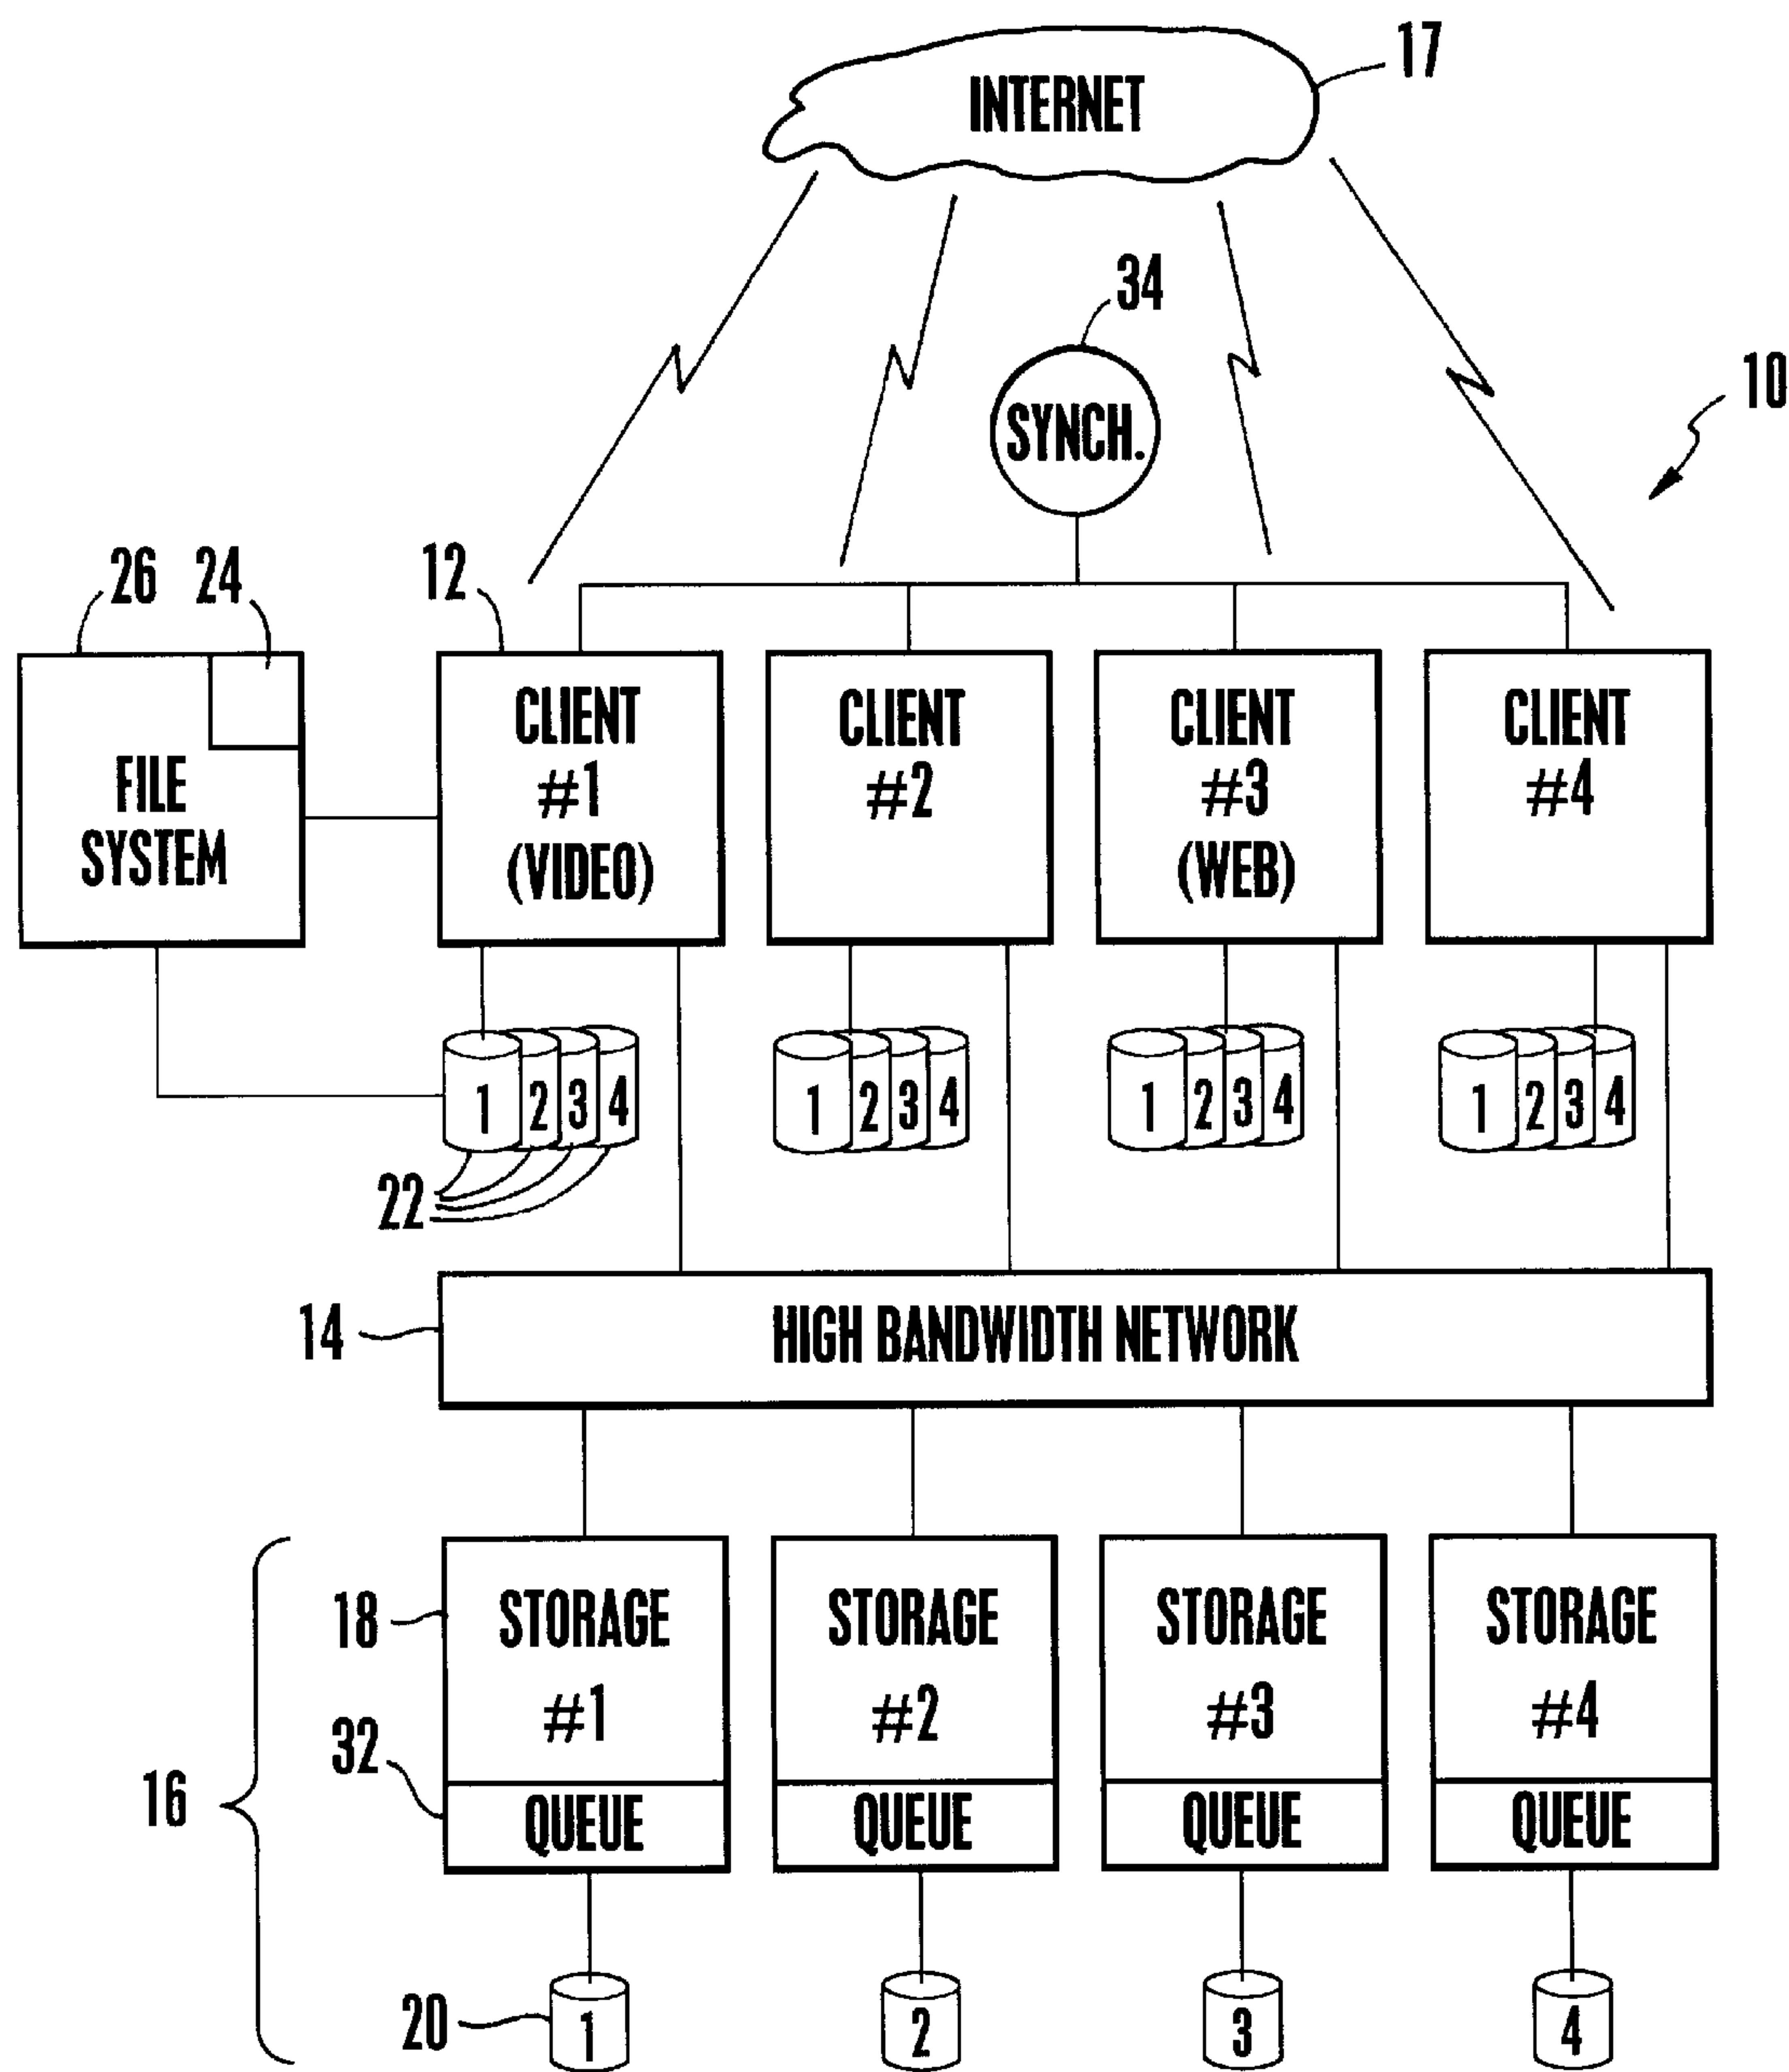 17
INTERNET
34
SYNCH.
10
26
24
12
FILE
SYSTEM
CLIENT
#1
(VIDEO)
CLIENT
#2
CLIENT
#3
(WEB)
CLIENT
#4
1 2 3 4
1 2 3 4
1 2 3 4
1 2 3 4
22
14
HIGH BANDWIDTH NETWORK
16
18
STORAGE
#1
32
QUEUE
STORAGE
#2
QUEUE
STORAGE
#3
QUEUE
STORAGE
#4
QUEUE
20
1
2
3
4